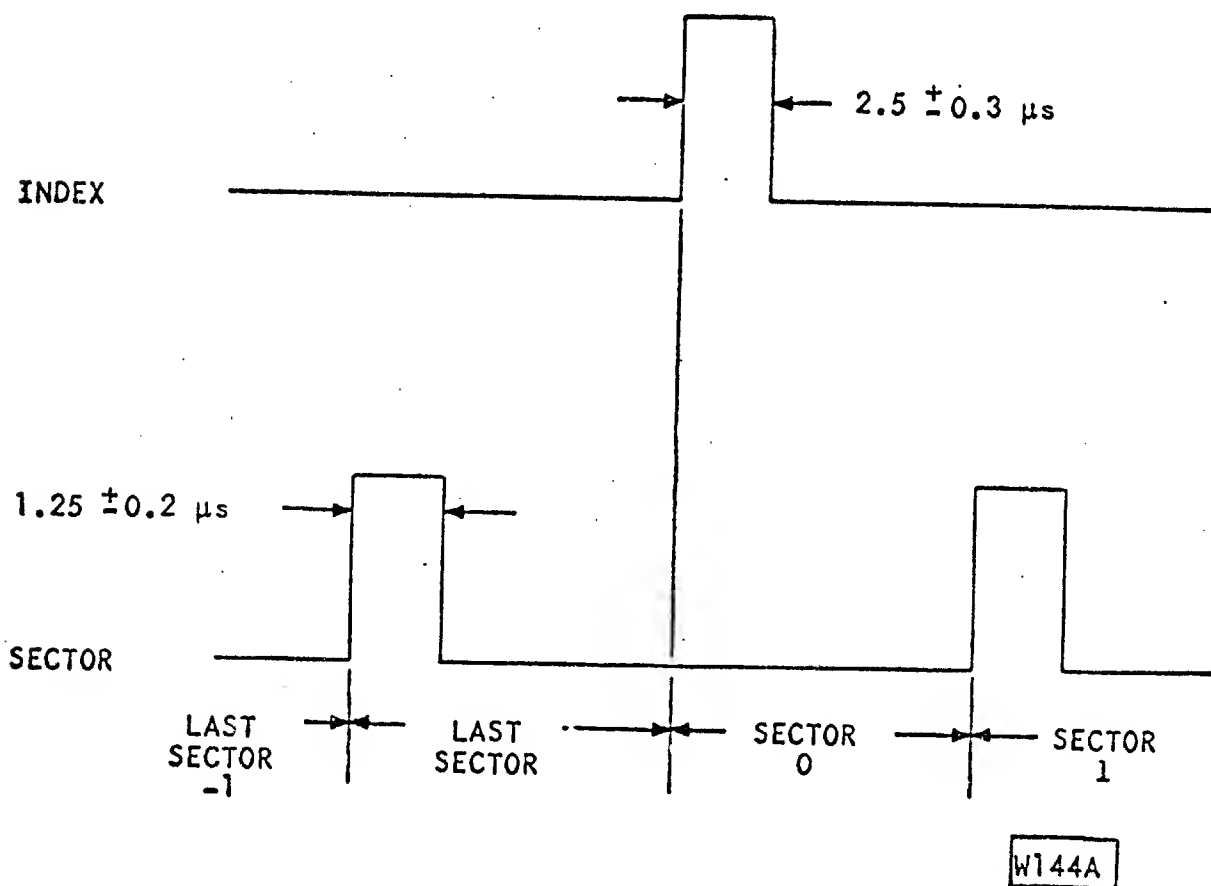 2.5 ±0.3 µs
INDEX
1.25 ±0.2 µs
SECTOR
LAST
SECTOR
-1
LAST
SECTOR
SECTOR
0
SECTOR
1
W144A